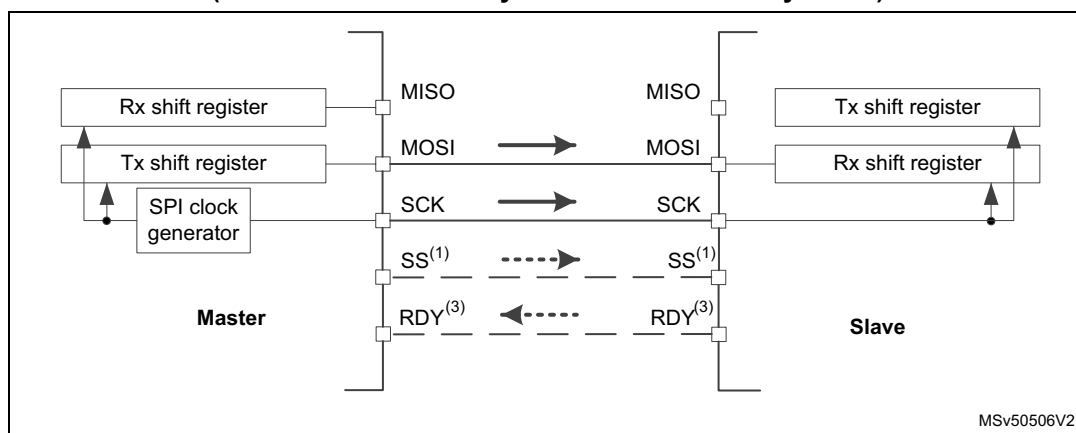 MISO MISO
Rx shift register Tx shift register
MOSI MOSI
Tx shift register Rx shift register
SPI clock generator
SCK SCK
SS(1) SS(1)
Master RDY(3) RDY(3) Slave
MSv50506V2